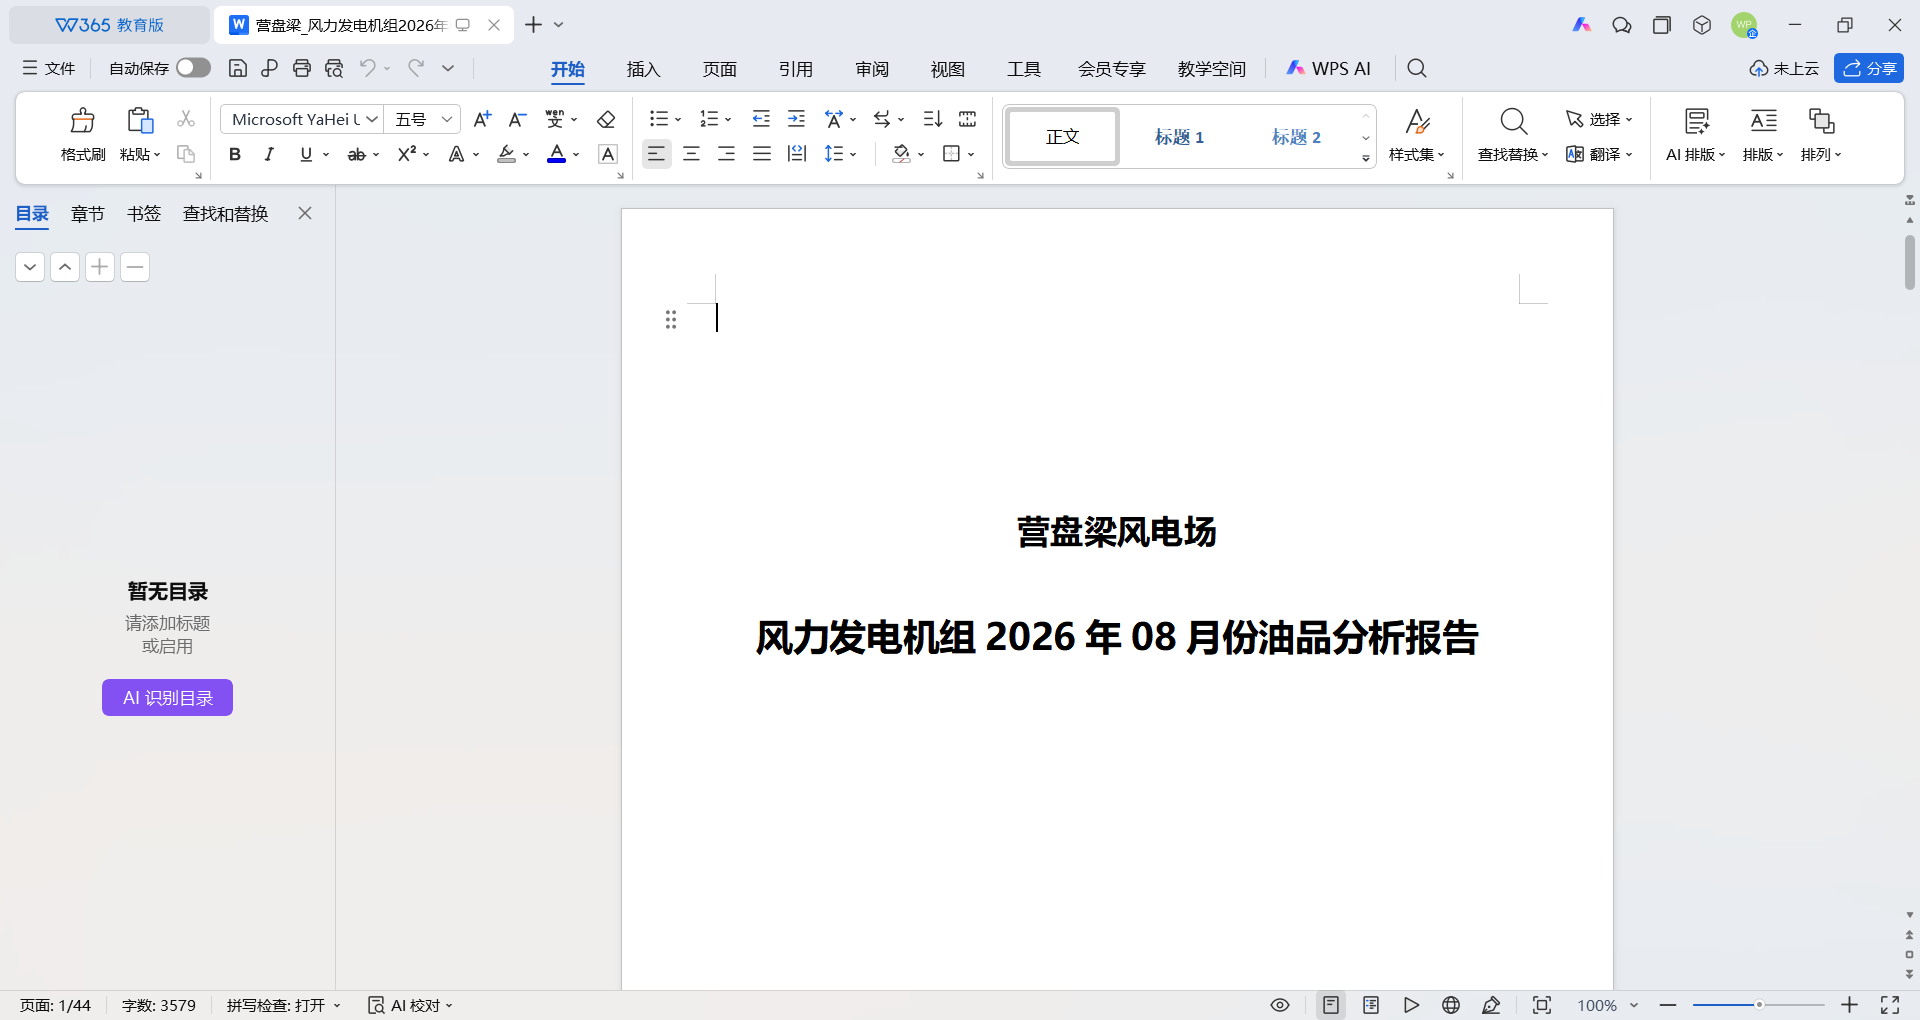 W365 教育版
营盘梁_风力发电机组2026年
文件
自动保存
开始
插入
页面
引用
审阅
视图
工具
会员专享
教学空间
WPS AI
未上云
分享
格式刷
粘贴
Microsoft YaHei U
五号
正文
标题 1
标题 2
样式集
查找替换
选择
翻译
AI 排版
排版
排列
目录
章节
书签
查找和替换
暂无目录
请添加标题
或启用
AI 识别目录
营盘梁风电场
风力发电机组 2026 年 08 月份油品分析报告
页面: 1/44
字数: 3579
拼写检查: 打开
AI 校对
100%